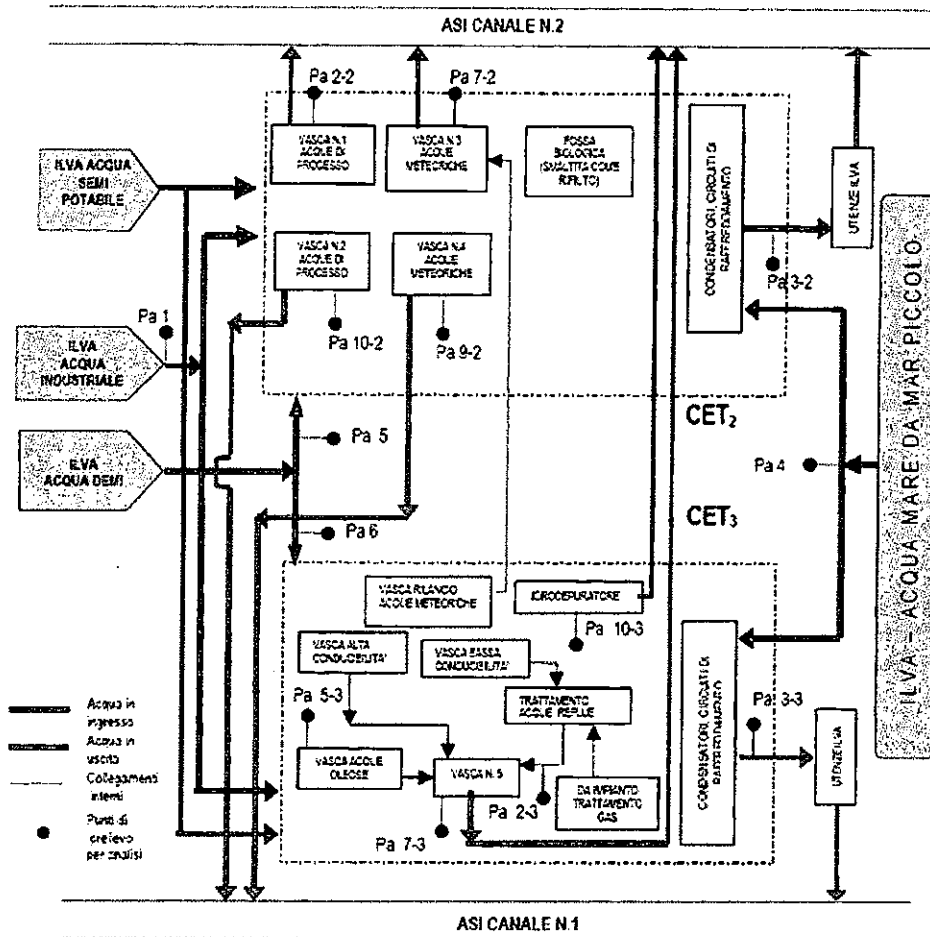 ASI CANALE N.2
Pa 2-2
Pa 7-2
ILVA ACQUA
SEMI
POTABILE
VASCA N.1
ACQUE DI
PROCESSO
VASCA N.3
ACQUE
METEORICHE
FOSSA
BIOLOGICA
(SMALTITA COME
RIFIUTO)
CONDENSATORI, CIRCUITI DI
RAFFREDDAMENTO
UTENZE ILVA
VASCA N.2
ACQUE DI
PROCESSO
VASCA N.4
ACQUE
METEORICHE
Pa 3-2
Pa 1
Pa 10-2
Pa 9-2
ILVA
ACQUA
INDUSTRIALE
CET2
Pa 5
Pa 4
ILVA
ACQUA DEMI
ILVA - ACQUA MARE DA MAR PICCOLO
CET3
Pa 6
VASCA RILANCIO
ACQUE METEORICHE
IDRODEPURATORE
Pa 10-3
VASCA ALTA
CONDUCIBILITA'
VASCA BASSA
CONDUCIBILITA'
CONDENSATORI, CIRCUITI DI
RAFFREDDAMENTO
Pa 5-3
TRATTAMENTO
ACQUE REFLUE
Pa 3-3
UTENZE ILVA
VASCA ACQUE
OLEOSE
VASCA N. 5
DA IMPIANTO
TRATTAMENTO
GAS
Pa 2-3
Pa 7-3
Acqua in
ingresso
Acqua in
uscita
Collegamenti
interni
Punti di
prelievo
per analisi
ASI CANALE N.1